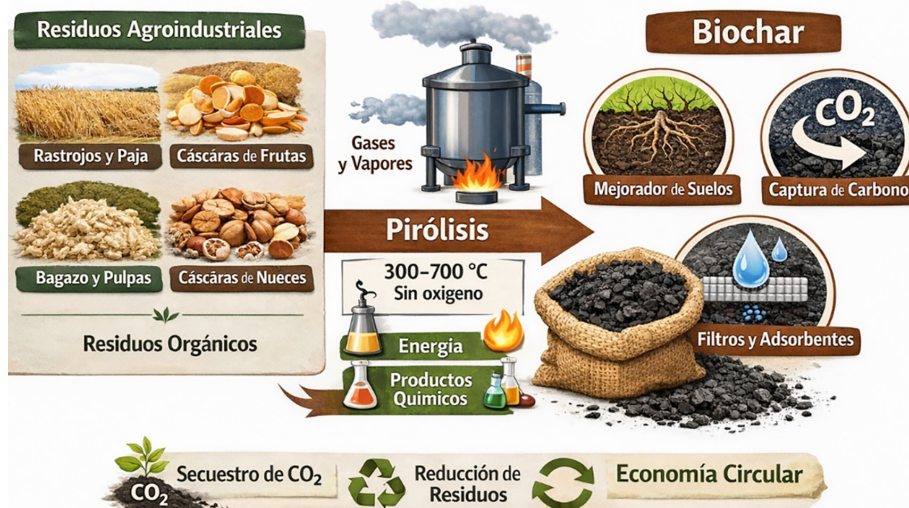 Residuos Agroindustriales
Rastrojos y Paja
Cáscáras de Frutas
Bagazo y Pulpas
Cáscáras de Nueces
Residuos Orgánicos
Gases
y Vapores
Pirólisis
300–700 °C
Sin oxigeno
Energia
Productos
Quimicos
Biochar
Mejorador de Suelos
CO₂
Captura de Carbono
Filtros y Adsorbentes
CO₂
Secuestro de CO₂
Reducción de
Residuos
Economía Circular